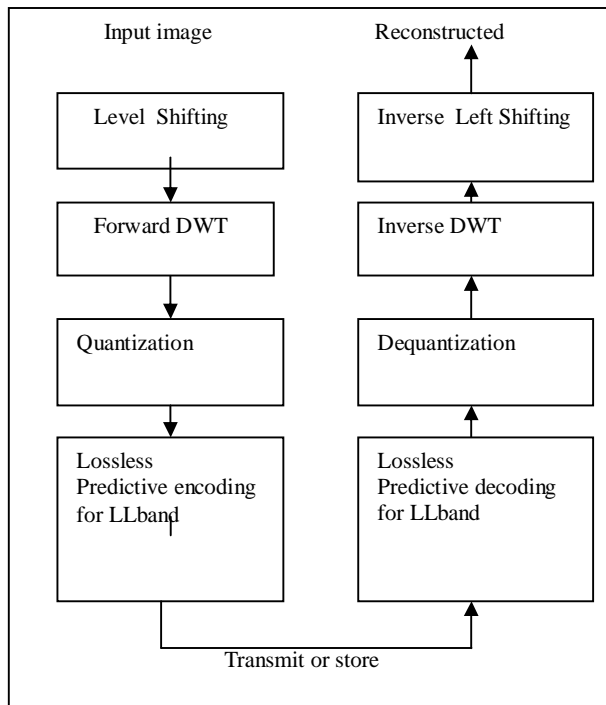 Input image
Level Shifting
Forward DWT
Quantization
Lossless
Predictive encoding
for LLband
Transmit or store
Reconstructed
Inverse Left Shifting
Inverse DWT
Dequantization
Lossless
Predictive decoding
for LLband